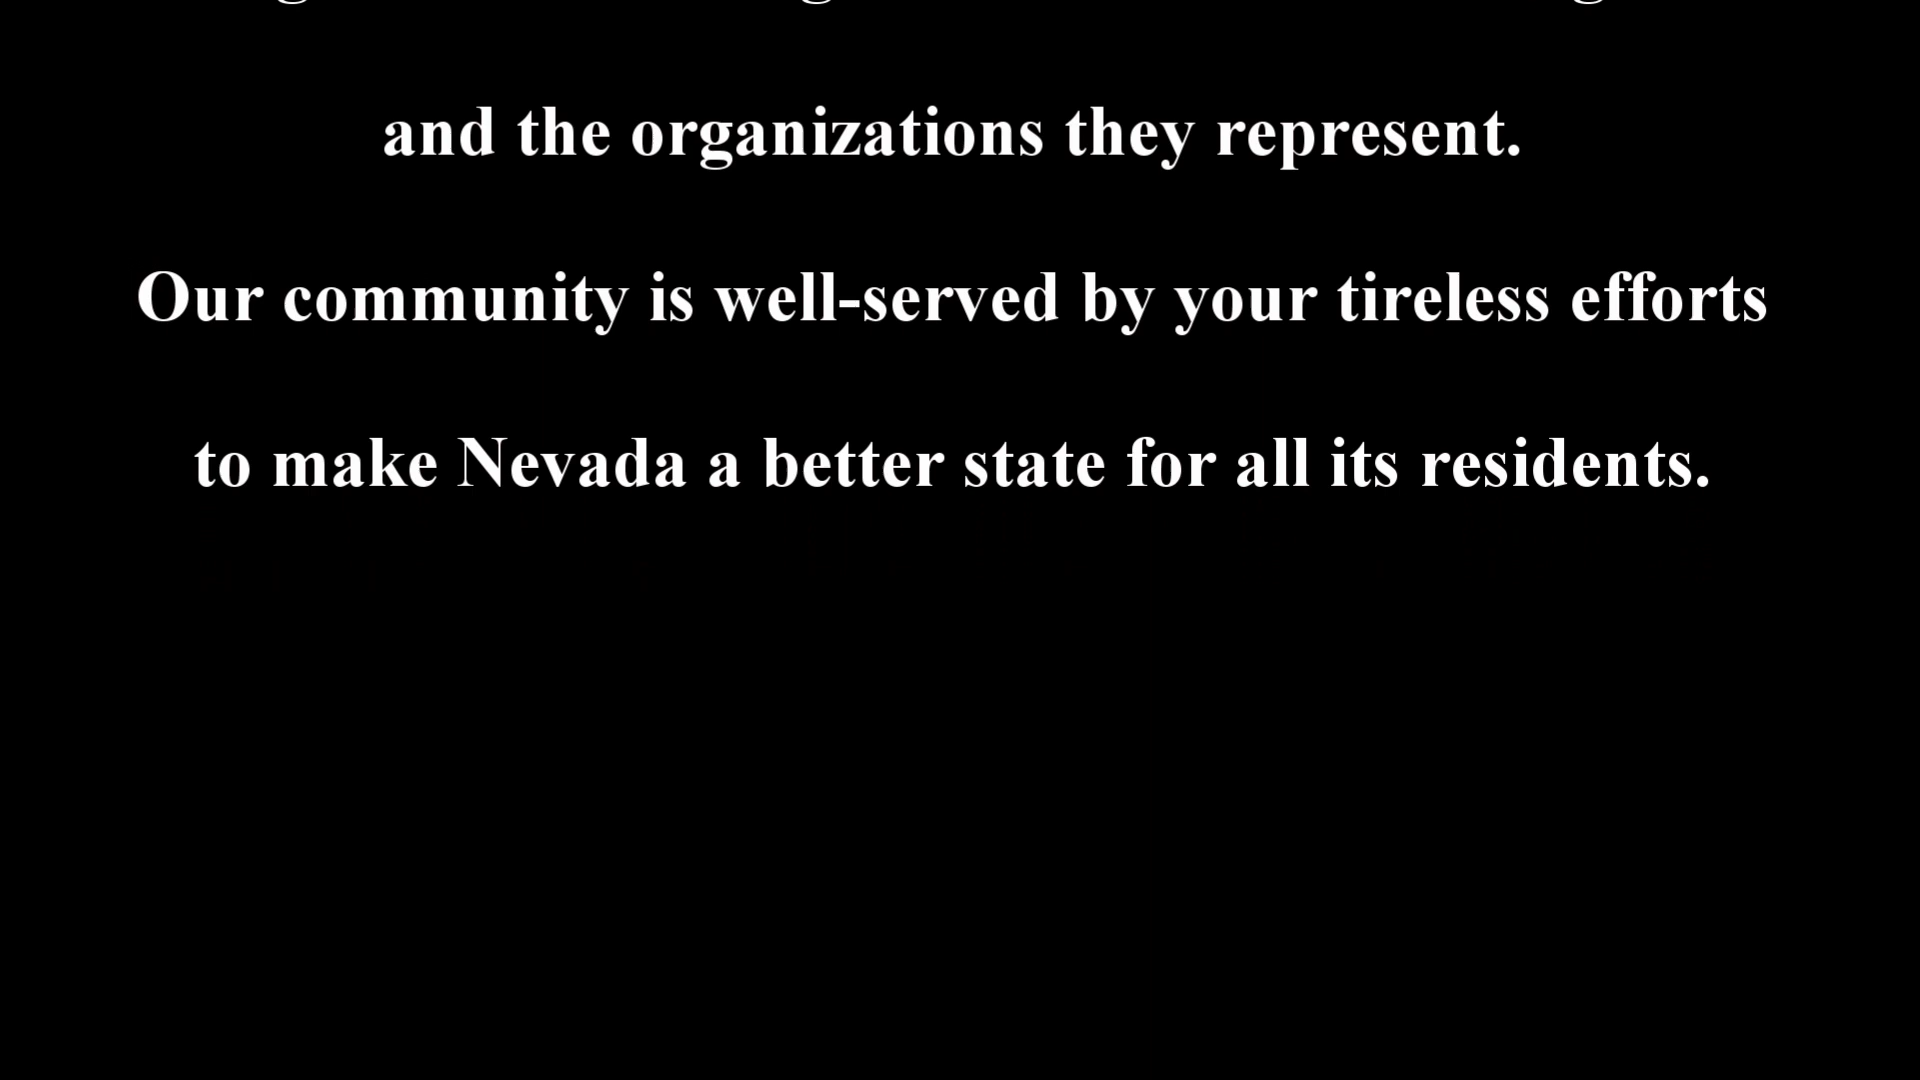 and the organizations they represent.
Our community is well-served by your tireless efforts
to make Nevada a better state for all its residents.